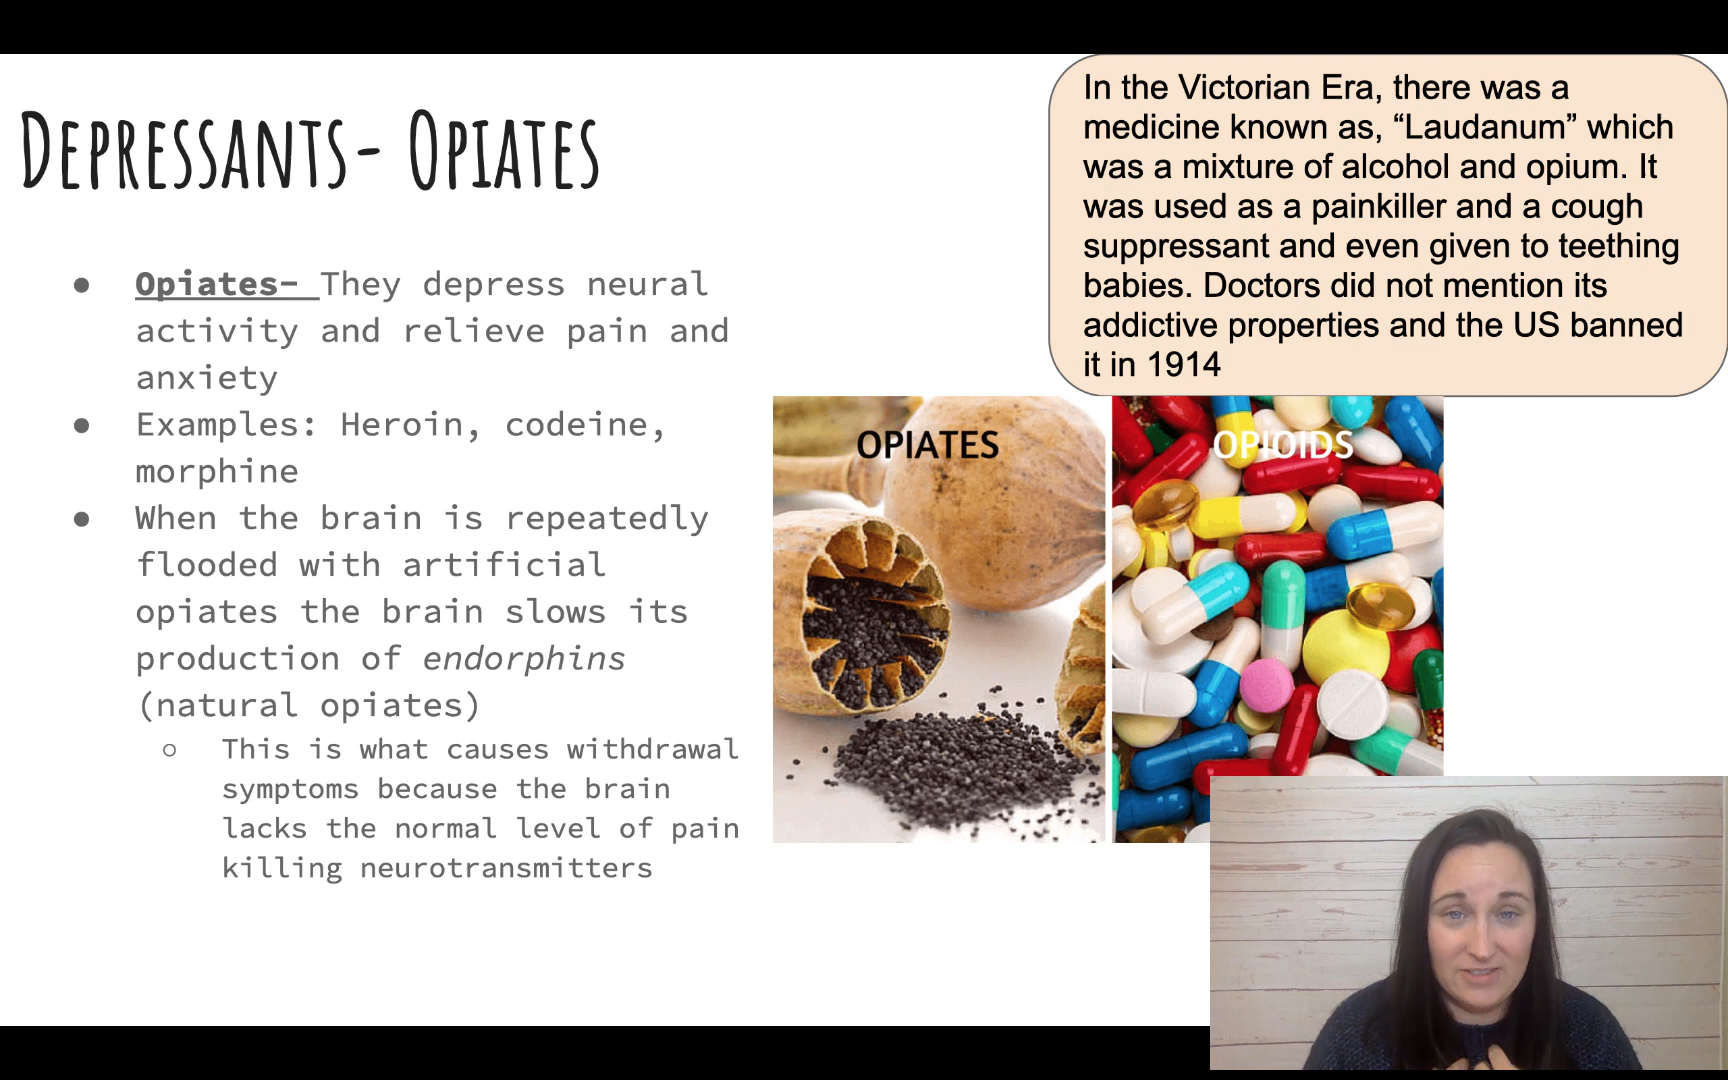 Depressants- Opiates
● Opiates- They depress neural
activity and relieve pain and
anxiety
● Examples: Heroin, codeine,
morphine
● When the brain is repeatedly
flooded with artificial
opiates the brain slows its
production of endorphins
(natural opiates)
○ This is what causes withdrawal
symptoms because the brain
lacks the normal level of pain
killing neurotransmitters
In the Victorian Era, there was a
medicine known as, “Laudanum” which
was a mixture of alcohol and opium. It
was used as a painkiller and a cough
suppressant and even given to teething
babies. Doctors did not mention its
addictive properties and the US banned
it in 1914
OPIATES
OPIOIDS